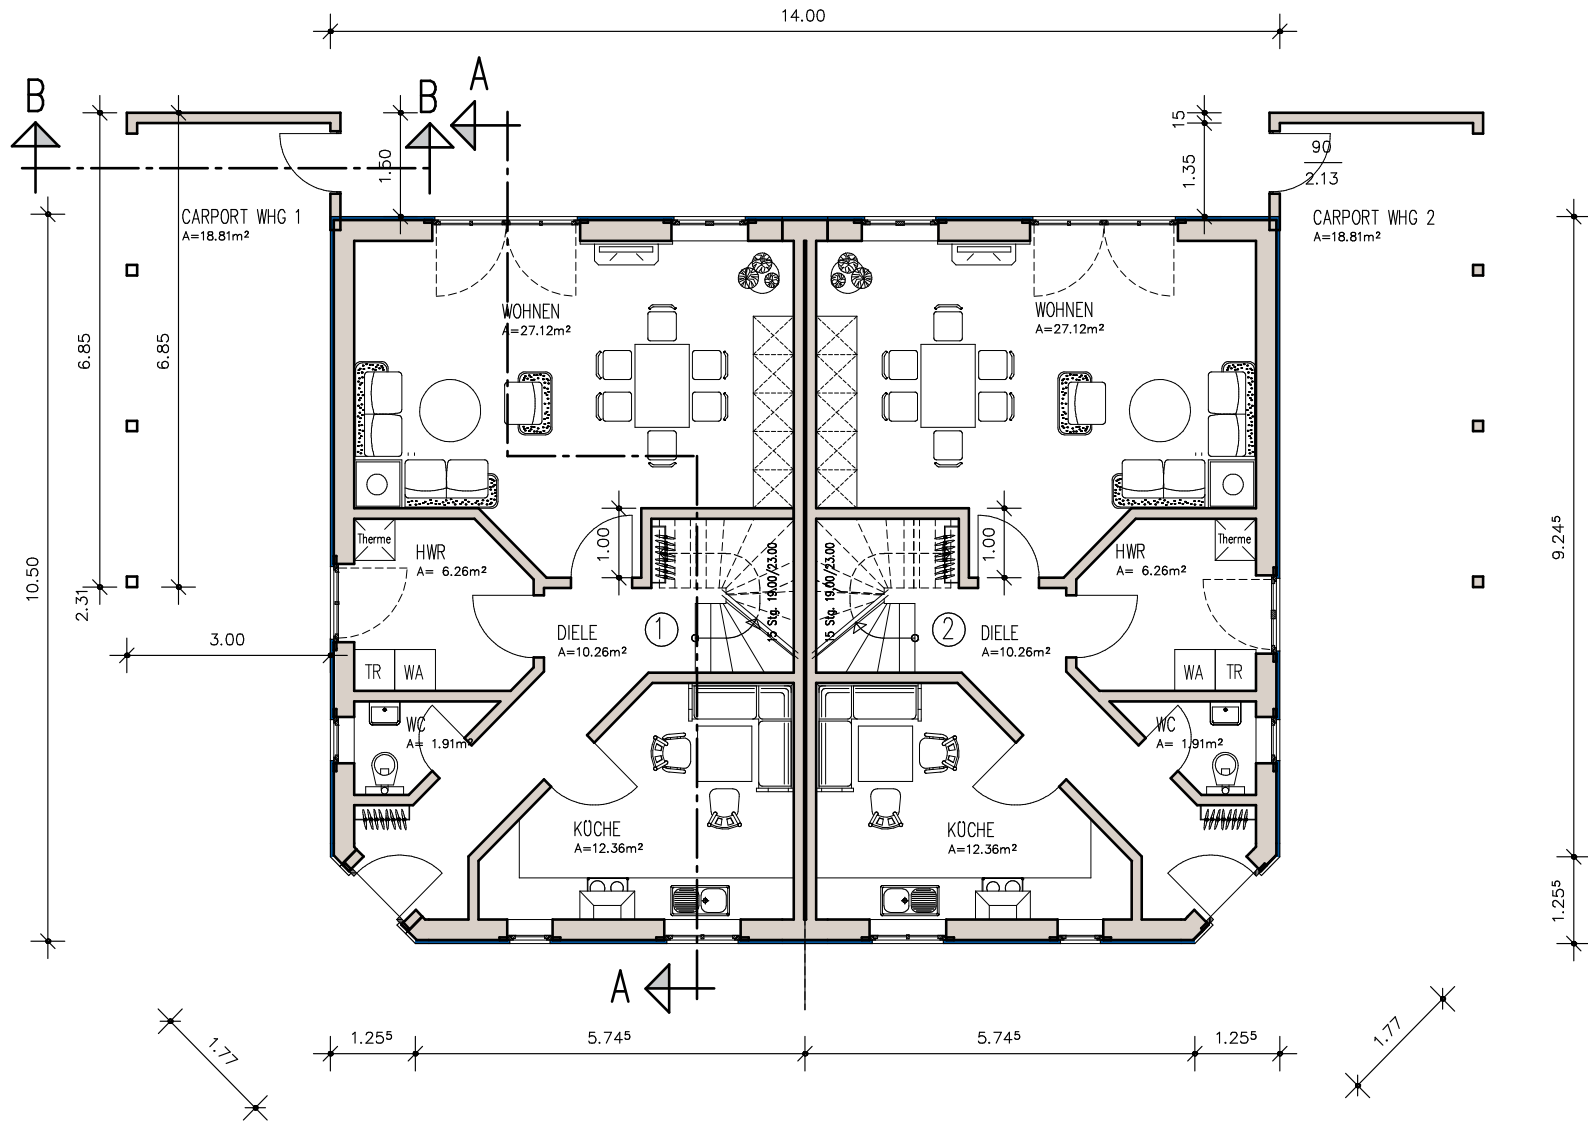 14.00
B
B
A
15
90
2.13
1.50
1.35
CARPORT WHG 1
A=18.81m²
CARPORT WHG 2
A=18.81m²
6.85
6.85
WOHNEN
A=27.12m²
WOHNEN
A=27.12m²
10.50
9.24⁵
2.31
3.00
Therme
HWR
A= 6.26m²
1.00
15 Stg. 19.00/23.00
15 Stg. 19.00/23.00
1.00
HWR
A= 6.26m²
Therme
DIELE
A=10.26m²
1
2
DIELE
A=10.26m²
TR
WA
WA
TR
WC
A= 1.91m²
WC
A= 1.91m²
KÜCHE
A=12.36m²
KÜCHE
A=12.36m²
1.25⁵
A
1.77
1.25⁵
5.74⁵
5.74⁵
1.25⁵
1.77